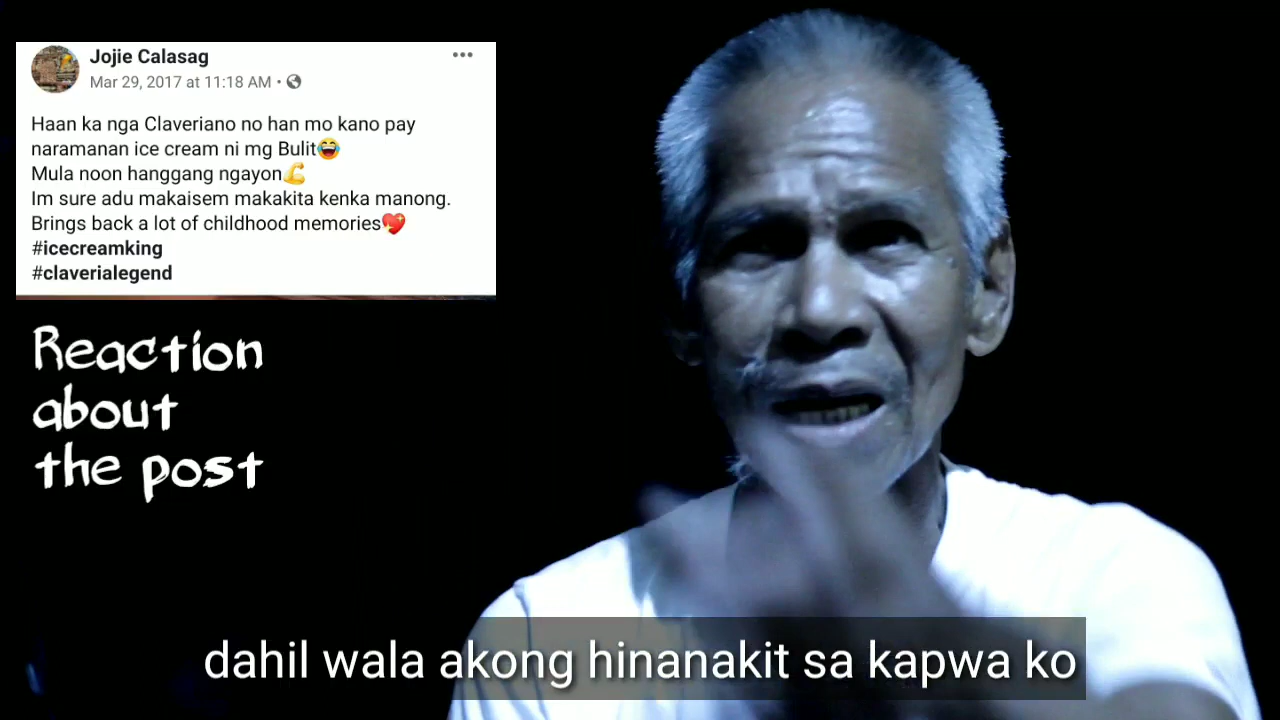 Jojie Calasag
Mar 29, 2017 at 11:18 AM •
Haan ka nga Claveriano no han mo kano pay
naramanan ice cream ni mg Bulit😂
Mula noon hanggang ngayon💪
Im sure adu makaisem makakita kenka manong.
Brings back a lot of childhood memories💖
#icecreamking
#claverialegend
Reaction
about
the post
dahil wala akong hinanakit sa kapwa ko